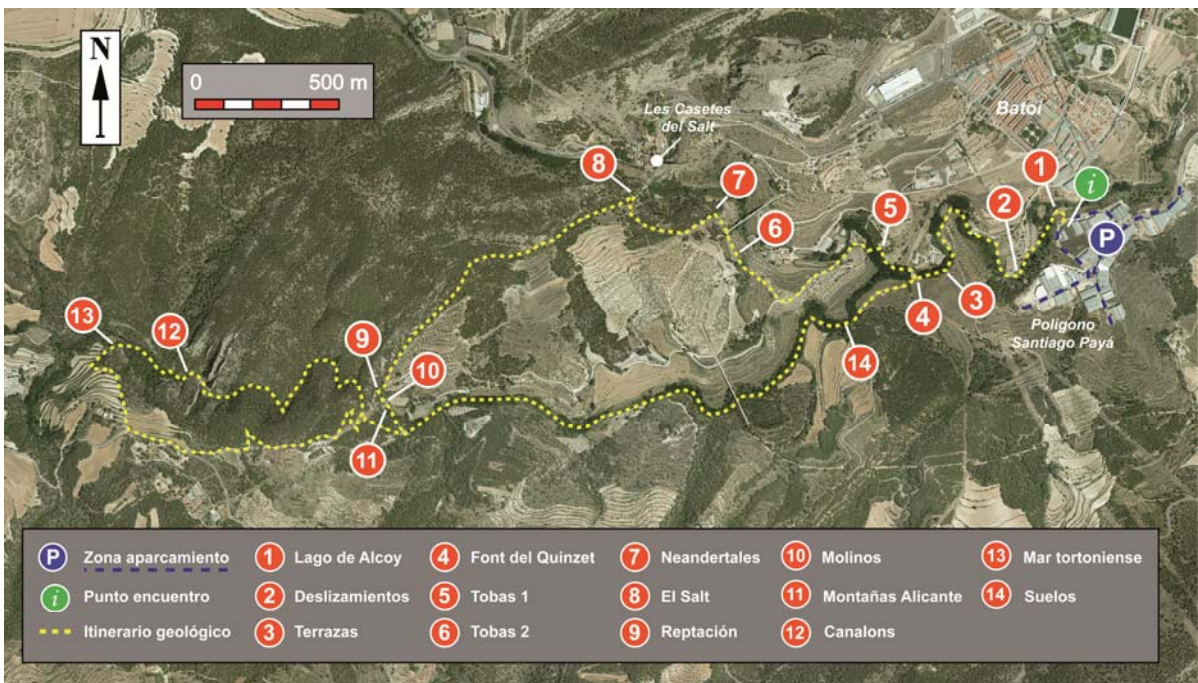 N
0 500 m
Les Casetes
del Salt
Batoi
8
7
1
i
5
2
P
6
13
12
9
10
3
4
Polígono
Santiago Payá
14
11
P Zona aparcamiento
1 Lago de Alcoy
4 Font del Quinzet
7 Neandertales
10 Molinos
13 Mar tortoniense
i Punto encuentro
2 Deslizamientos
5 Tobas 1
8 El Salt
11 Montañas Alicante
14 Suelos
Itinerario geológico
3 Terrazas
6 Tobas 2
9 Reptación
12 Canalons